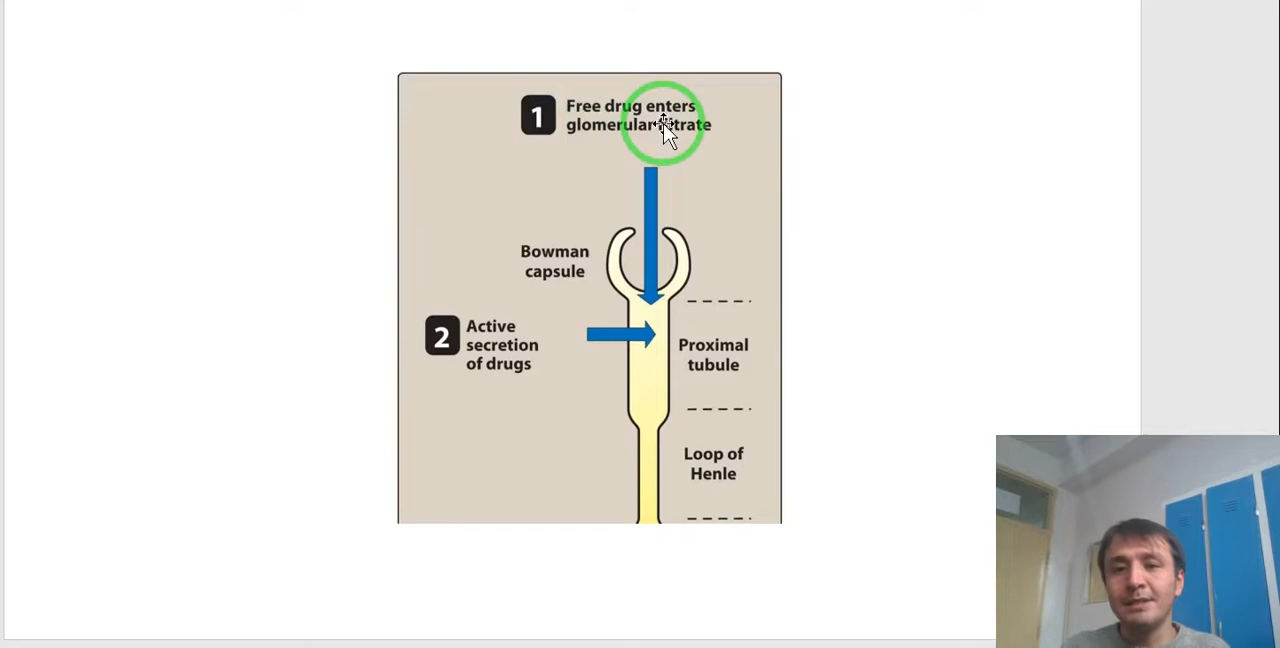 1 Free drug enters
glomerular filtrate
Bowman
capsule
2 Active
secretion
of drugs
Proximal
tubule
Loop of
Henle